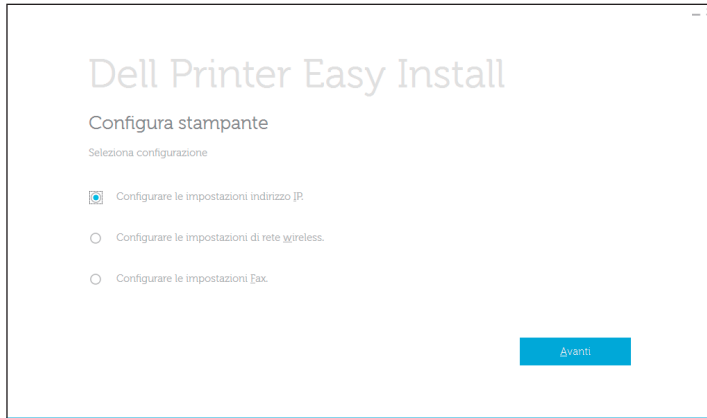 Dell Printer Easy Install
Configura stampante
Seleziona configurazione
Configurare le impostazioni indirizzo IP.
Configurare le impostazioni di rete wireless.
Configurare le impostazioni Fax.
Avanti